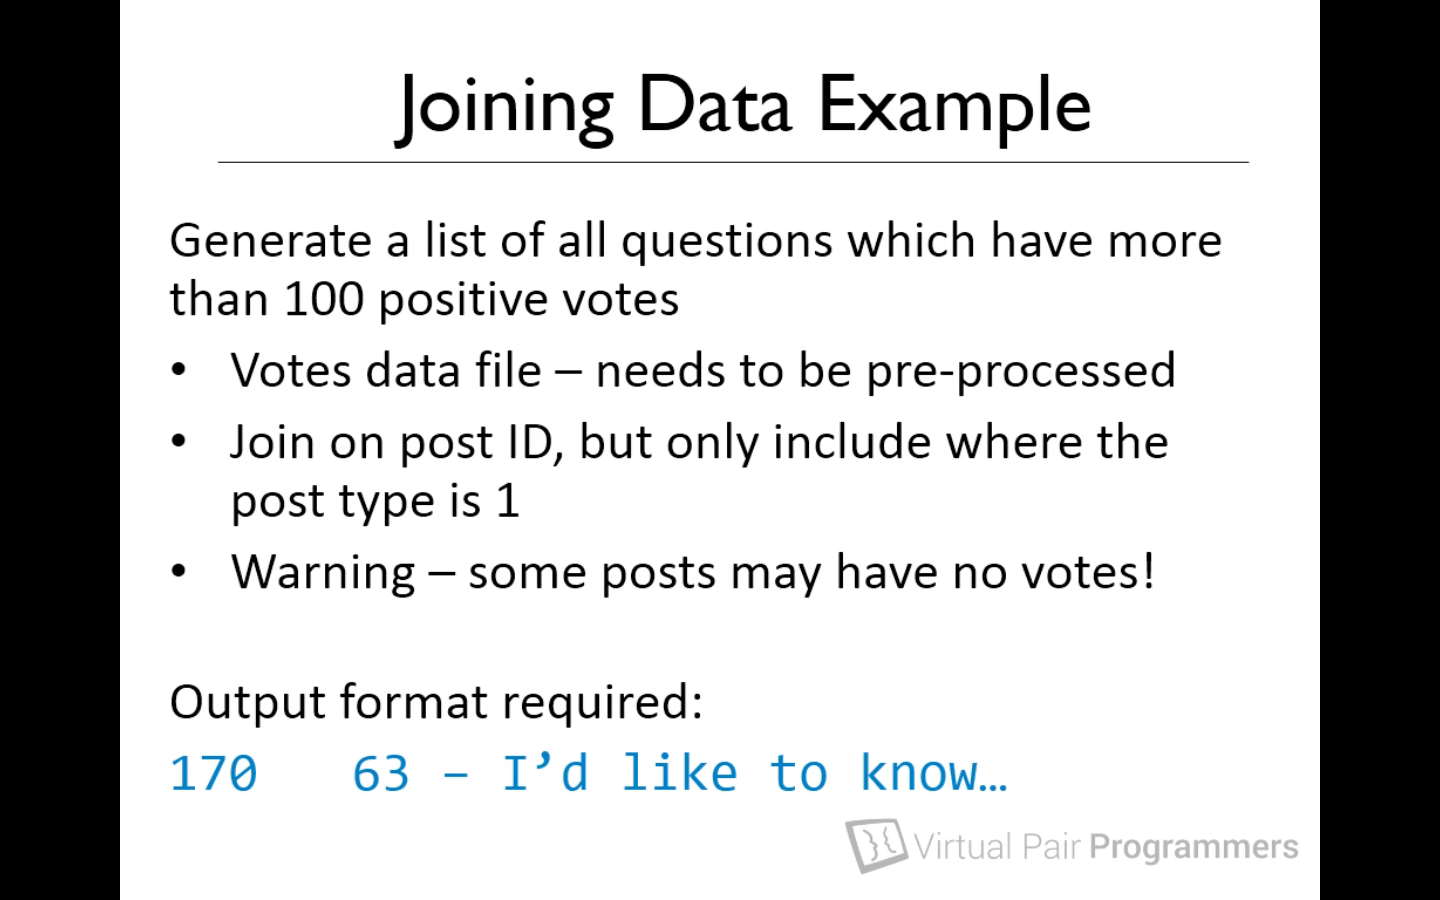 Joining Data Example
Generate a list of all questions which have more
than 100 positive votes
• Votes data file – needs to be pre-processed
• Join on post ID, but only include where the
post type is 1
• Warning – some posts may have no votes!
Output format required:
170   63 – I’d like to know…
Virtual Pair Programmers